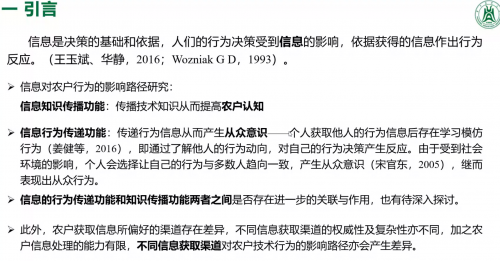 一 引言
信息是决策的基础和依据，人们的行为决策受到信息的影响，依据获得的信息作出行为
反应。（王玉斌、华静，2016；Wozniak G D，1993）。
➢ 信息对农户行为的影响路径研究：
信息知识传播功能：传播技术知识从而提高农户认知
➢ 信息行为传递功能：传递行为信息从而产生从众意识——个人获取他人的行为信息后存在学习模仿
行为（姜健等，2016），即通过了解他人的行为动向，对自己的行为决策产生反应。由于受到社会
环境的影响，个人会选择让自己的行为与多数人趋向一致，产生从众意识（宋官东，2005），继而
表现出从众行为。
➢ 信息的行为传递功能和知识传播功能两者之间是否存在进一步的关联与作用，也有待深入探讨。
➢ 此外，农户获取信息所偏好的渠道存在差异，不同信息获取渠道的权威性及复杂性亦不同，加之农
户信息处理的能力有限，不同信息获取渠道对农户技术行为的影响路径亦会产生差异。